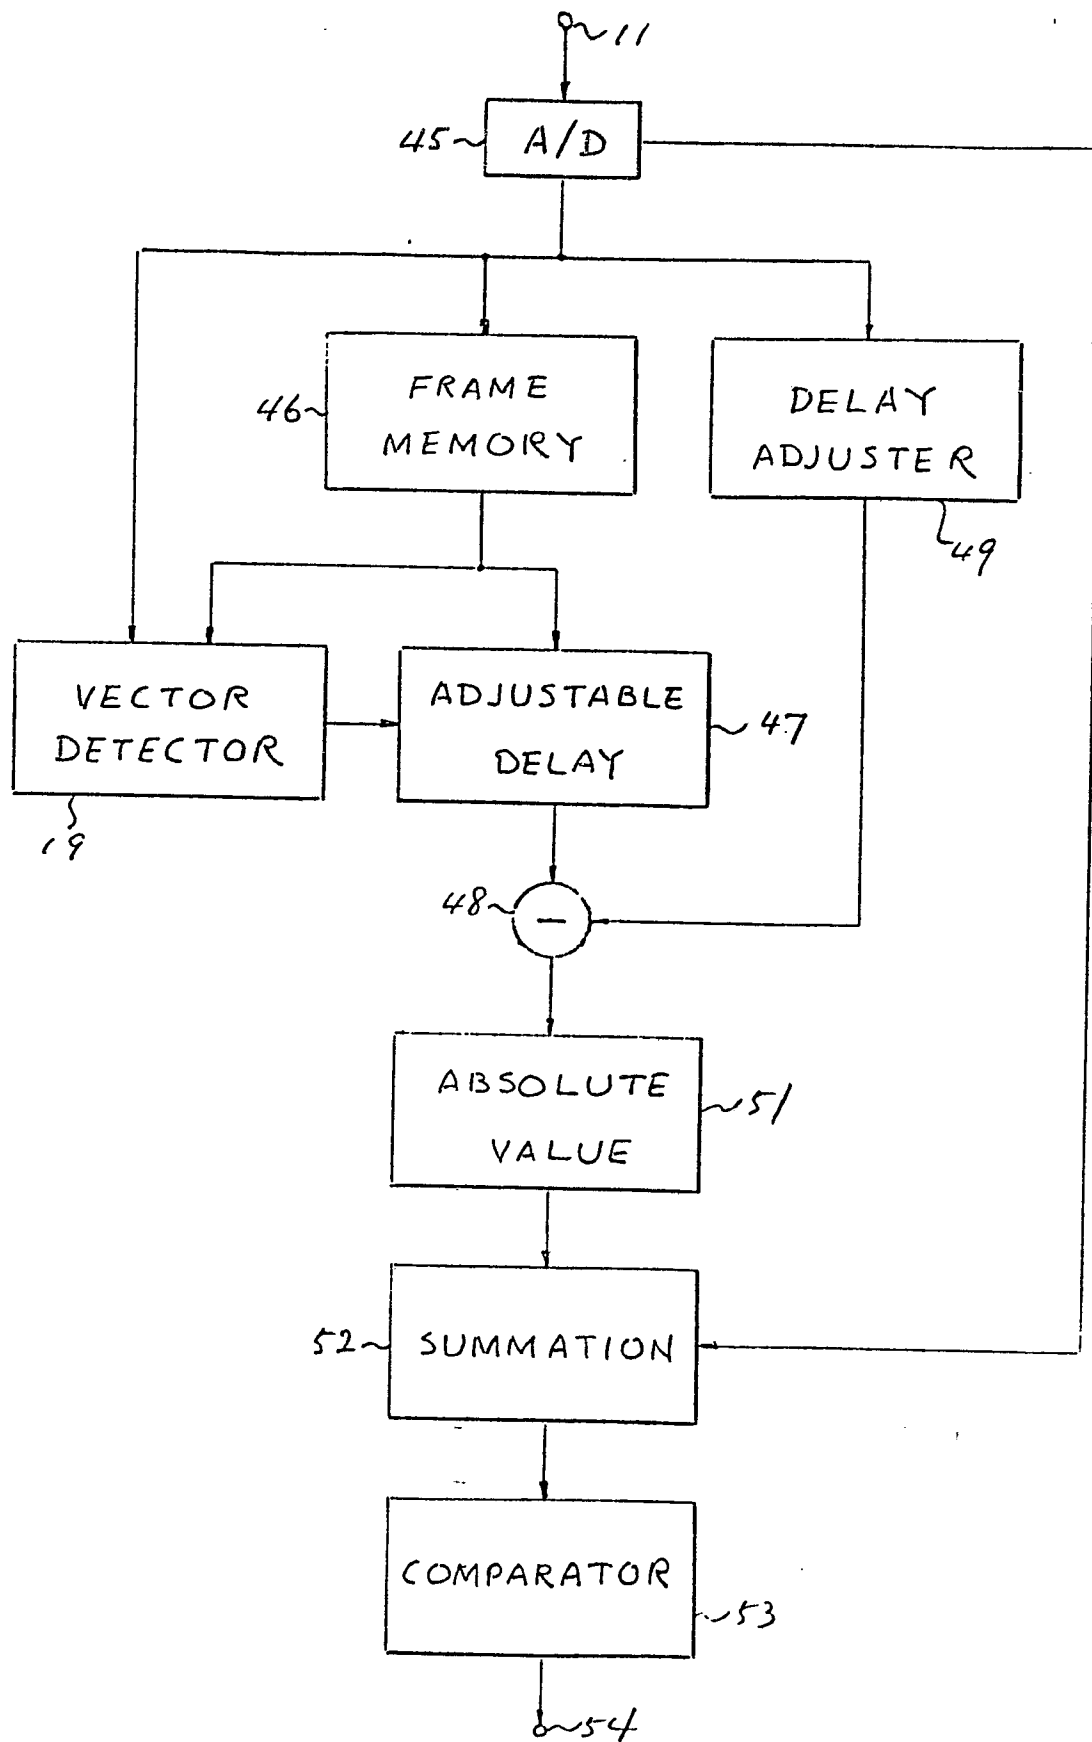 11
45
A/D
FRAME
MEMORY
46
DELAY
ADJUSTER
49
VECTOR
DETECTOR
19
ADJUSTABLE
DELAY
47
48
−
ABSOLUTE
VALUE
51
52
SUMMATION
COMPARATOR
53
54